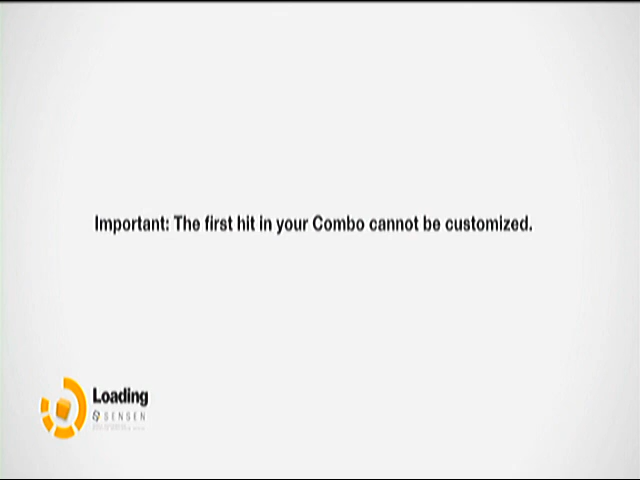 Important: The first hit in your Combo cannot be customized.
Loading
SENSEN